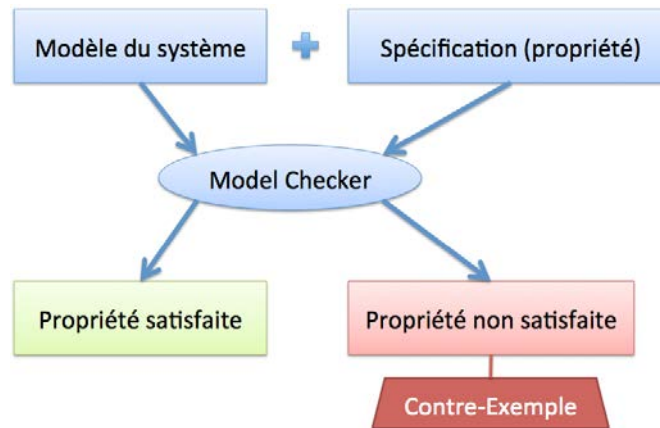 Modèle du système
Spécification (propriété)
Model Checker
Propriété satisfaite
Propriété non satisfaite
Contre-Exemple